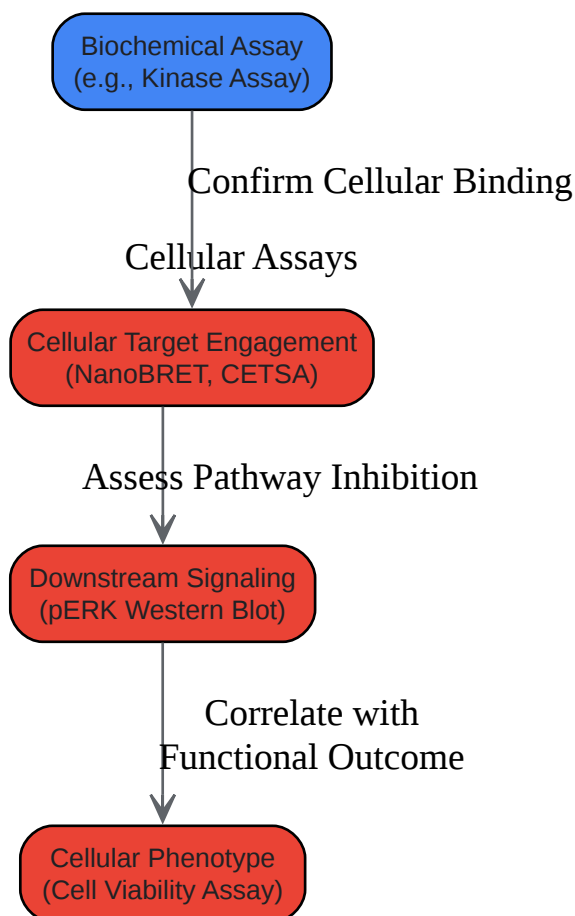 Biochemical Assay
(e.g., Kinase Assay)
Confirm Cellular Binding
Cellular Assays
Cellular Target Engagement
(NanoBRET, CETSA)
Assess Pathway Inhibition
Downstream Signaling
(pERK Western Blot)
Correlate with
Functional Outcome
Cellular Phenotype
(Cell Viability Assay)